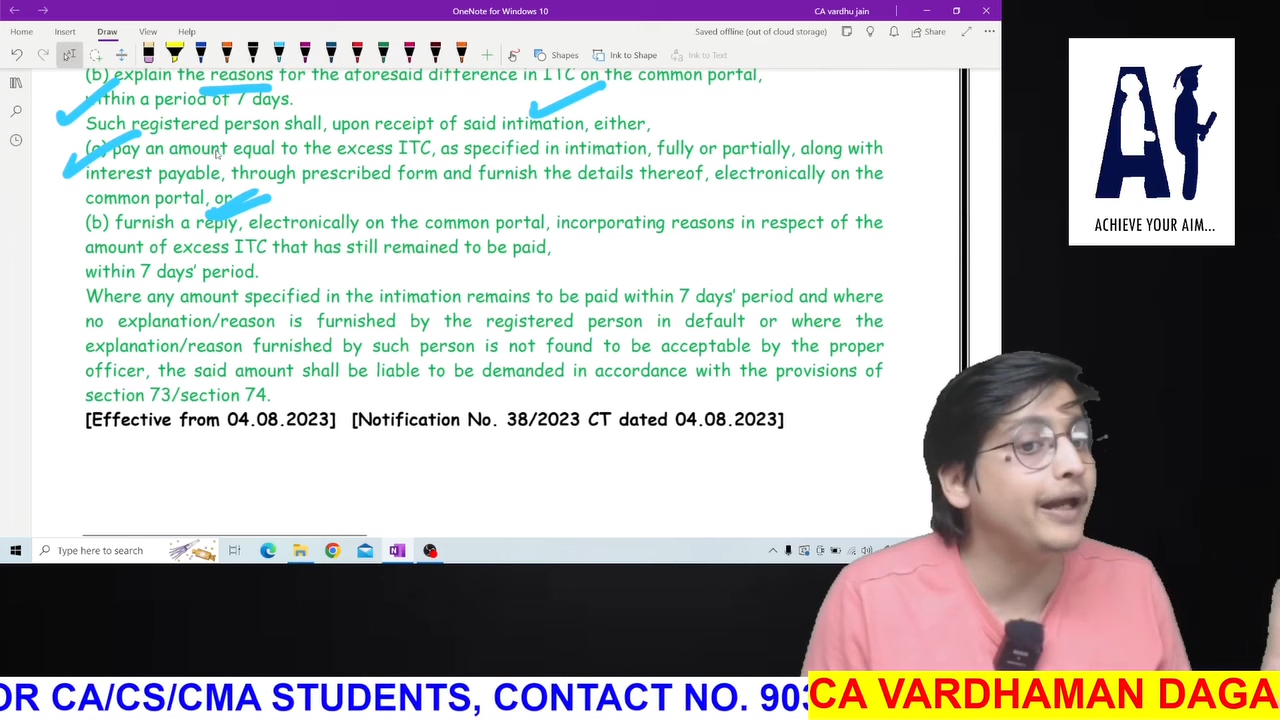 OneNote for Windows 10
CA vardhu jain
Home Insert Draw View Help
Saved offline (out of cloud storage)
Share
Shapes
Ink to Shape
Ink to Text
(b) explain the reasons for the aforesaid difference in ITC on the common portal,
within a period of 7 days.
Such registered person shall, upon receipt of said intimation, either,
(a) pay an amount equal to the excess ITC, as specified in intimation, fully or partially, along with
interest payable, through prescribed form and furnish the details thereof, electronically on the
common portal, or
(b) furnish a reply, electronically on the common portal, incorporating reasons in respect of the
amount of excess ITC that has still remained to be paid,
within 7 days' period.
Where any amount specified in the intimation remains to be paid within 7 days' period and where
no explanation/reason is furnished by the registered person in default or where the
explanation/reason furnished by such person is not found to be acceptable by the proper
officer, the said amount shall be liable to be demanded in accordance with the provisions of
section 73/section 74.
[Effective from 04.08.2023] [Notification No. 38/2023 CT dated 04.08.2023]
Type here to search
AI
ACHIEVE YOUR AIM...
OR CA/CS/CMA STUDENTS, CONTACT NO. 903
CA VARDHAMAN DAGA